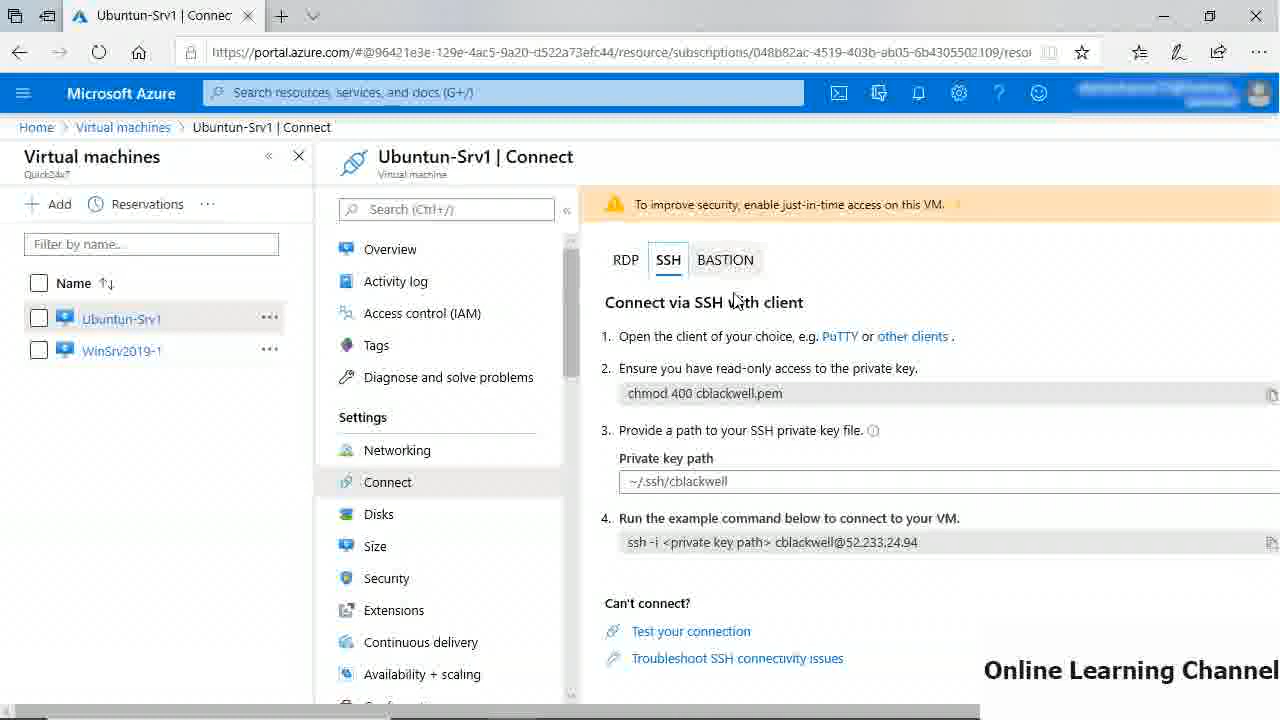 Ubuntun-Srv1 | Connec
https://portal.azure.com/#@96421e3e-129e-4ac5-9a20-d522a73efc44/resource/subscriptions/048b82ac-4519-403b-ab05-6b4305502109/resou
Microsoft Azure
Search resources, services, and docs (G+/)
Home > Virtual machines > Ubuntun-Srv1 | Connect
Virtual machines
Quick24x7
Add
Reservations
Filter by name...
Name
Ubuntun-Srv1
WinSrv2019-1
Ubuntun-Srv1 | Connect
Virtual machine
Search (Ctrl+/)
Overview
Activity log
Access control (IAM)
Tags
Diagnose and solve problems
Settings
Networking
Connect
Disks
Size
Security
Extensions
Continuous delivery
Availability + scaling
To improve security, enable just-in-time access on this VM.
RDP SSH BASTION
Connect via SSH with client
1. Open the client of your choice, e.g. PuTTY or other clients .
2. Ensure you have read-only access to the private key.
chmod 400 cblackwell.pem
3. Provide a path to your SSH private key file.
Private key path
~/.ssh/cblackwell
4. Run the example command below to connect to your VM.
ssh -i <private key path> cblackwell@52.233.24.94
Can't connect?
Test your connection
Troubleshoot SSH connectivity issues
Online Learning Channel